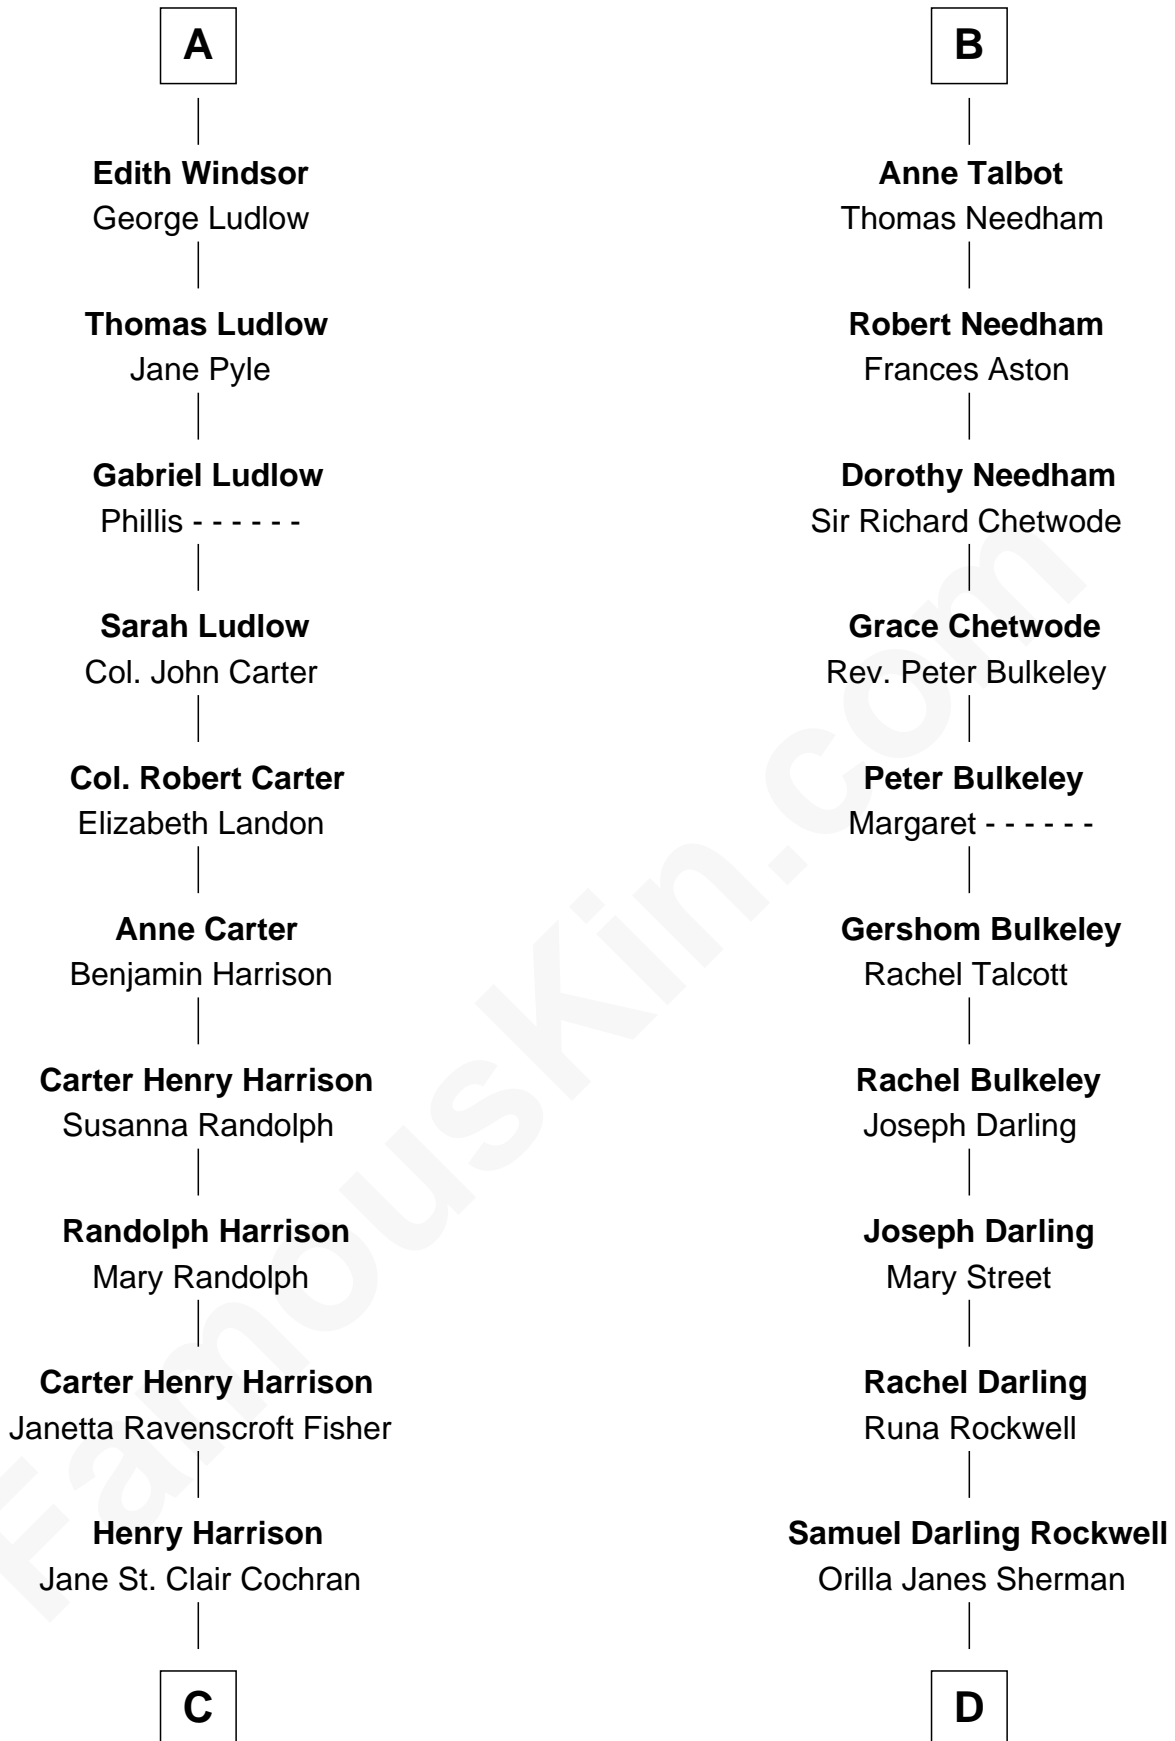 A
Edith Windsor
George Ludlow
Thomas Ludlow
Jane Pyle
Gabriel Ludlow
Phillis - - - - - -
Sarah Ludlow
Col. John Carter
Col. Robert Carter
Elizabeth Landon
Anne Carter
Benjamin Harrison
Carter Henry Harrison
Susanna Randolph
Randolph Harrison
Mary Randolph
Carter Henry Harrison
Janetta Ravenscroft Fisher
Henry Harrison
Jane St. Clair Cochran
C
B
Anne Talbot
Thomas Needham
Robert Needham
Frances Aston
Dorothy Needham
Sir Richard Chetwode
Grace Chetwode
Rev. Peter Bulkeley
Peter Bulkeley
Margaret - - - - - -
Gershom Bulkeley
Rachel Talcott
Rachel Bulkeley
Joseph Darling
Joseph Darling
Mary Street
Rachel Darling
Runa Rockwell
Samuel Darling Rockwell
Orilla Janes Sherman
D
FamousKin.com